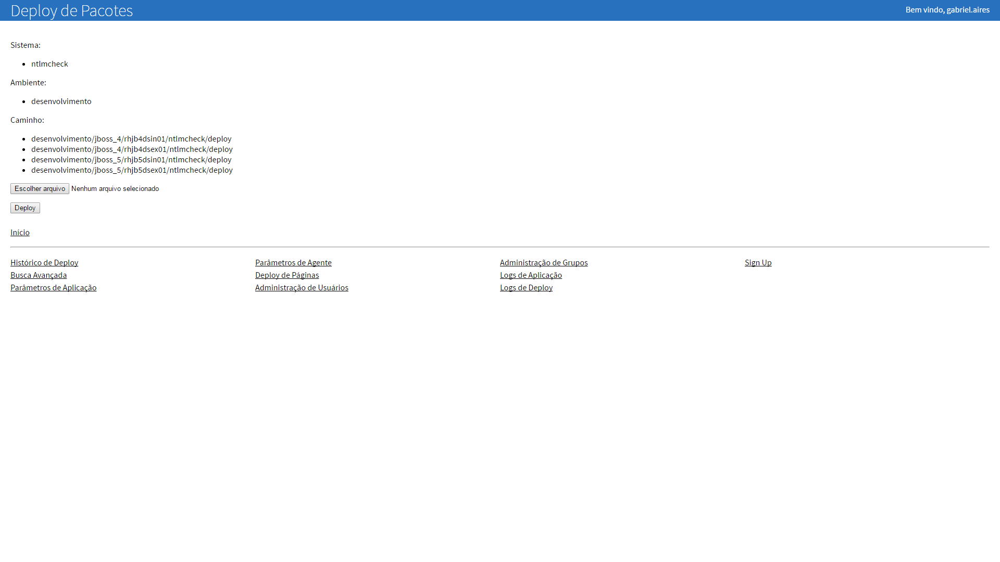 Deploy de Pacotes
Bem vindo, gabriel.aires
Sistema:
ntlmcheck
Ambiente:
desenvolvimento
Caminho:
desenvolvimento/jboss_4/rhjb4dsin01/ntlmcheck/deploy
desenvolvimento/jboss_4/rhjb4dsex01/ntlmcheck/deploy
desenvolvimento/jboss_5/rhjb5dsin01/ntlmcheck/deploy
desenvolvimento/jboss_5/rhjb5dsex01/ntlmcheck/deploy
Escolher arquivo Nenhum arquivo selecionado
Deploy
Início
Histórico de Deploy
Busca Avançada
Parâmetros de Aplicação
Parâmetros de Agente
Deploy de Páginas
Administração de Usuários
Administração de Grupos
Logs de Aplicação
Logs de Deploy
Sign Up